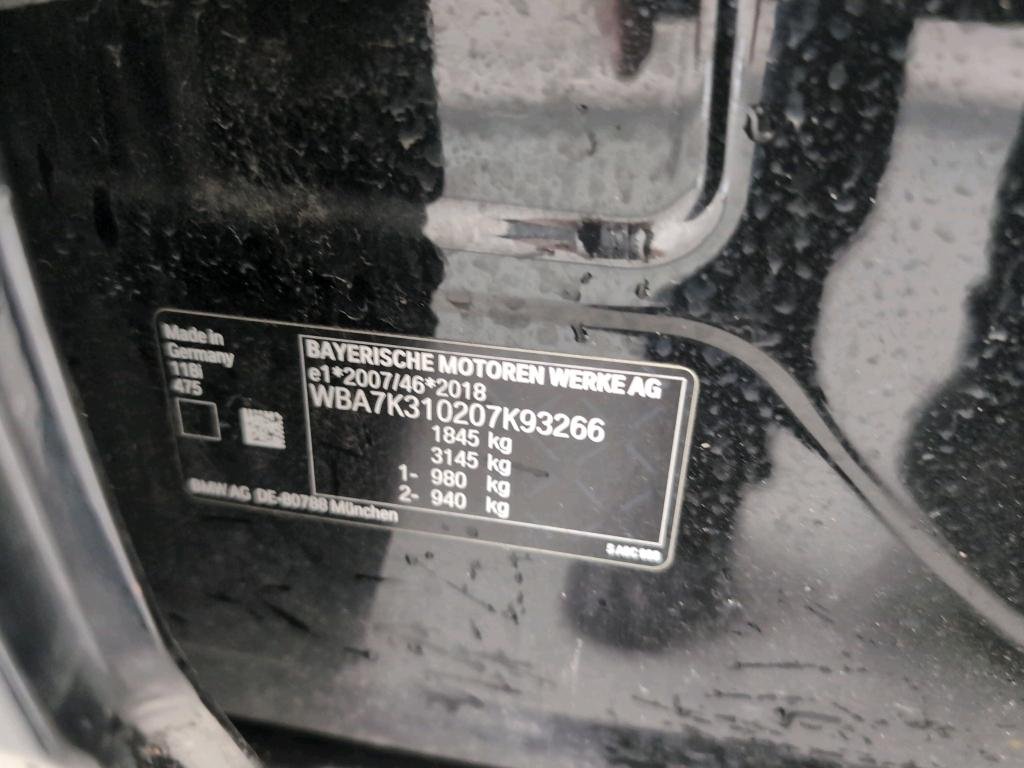 Made in
Germany
118i
475
BAYERISCHE MOTOREN WERKE AG
e1*2007/46*2018
WBA7K310207K93266
1845 kg
3145 kg
1- 980 kg
2- 940 kg
BMW AG DE-80788 München